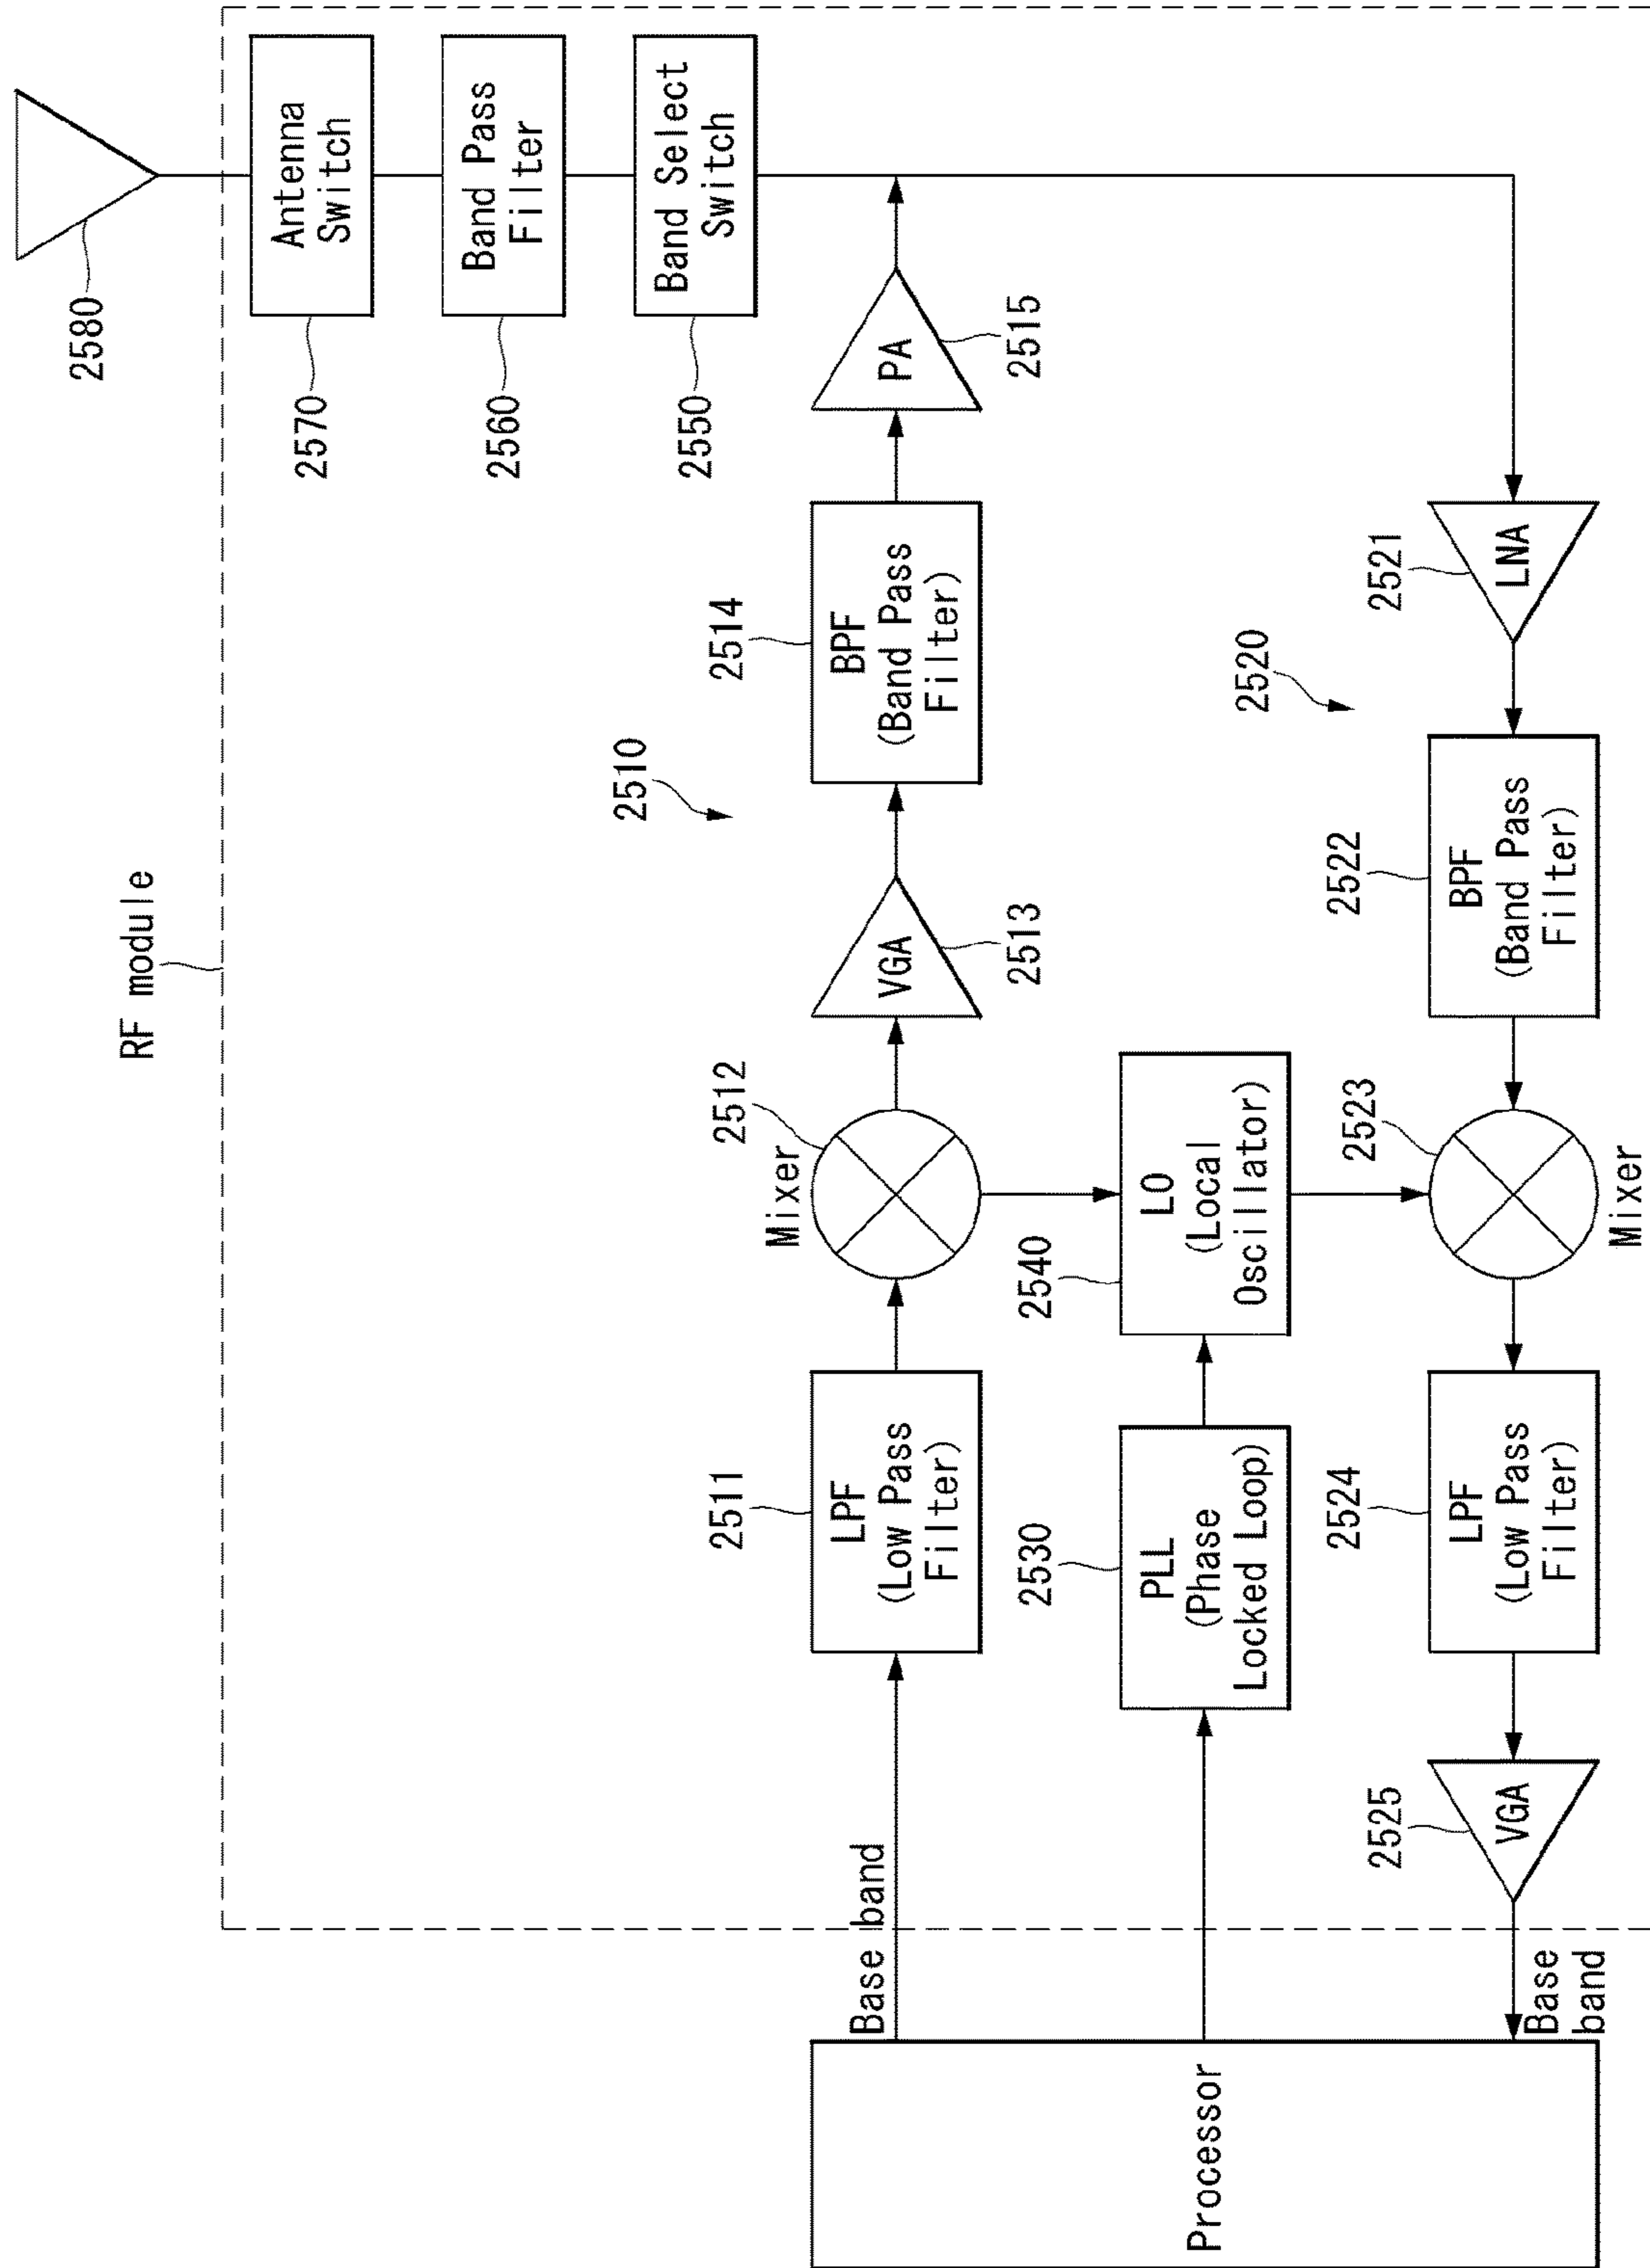 RF module
2580
Antenna
Switch
2570
Band Pass
Filter
2560
Band Select
Switch
2550
2510
Base band
2511
LPF
(Low Pass
Filter)
Mixer
2512
VGA
2513
2514
BPF
(Band Pass
Filter)
PA
2515
Processor
2530
PLL
(Phase
Locked Loop)
2540
LO
(Local
Oscillator)
2520
Base
band
2525
VGA
2524
LPF
(Low Pass
Filter)
2523
Mixer
2522
BPF
(Band Pass
Filter)
2521
LNA